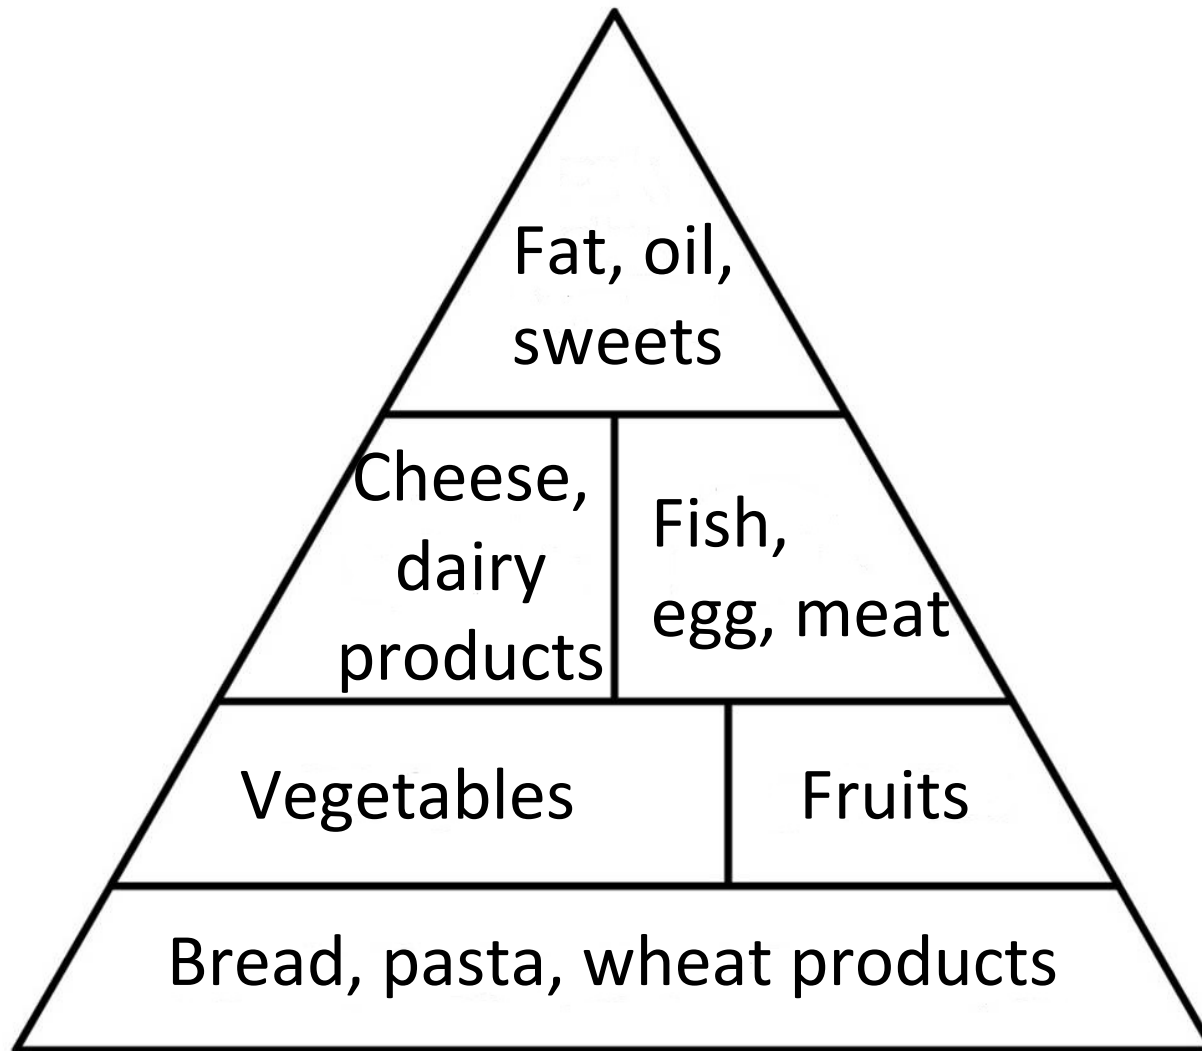 Fat, oil,
sweets
Cheese,
dairy
products
Fish,
egg, meat
Vegetables
Fruits
Bread, pasta, wheat products